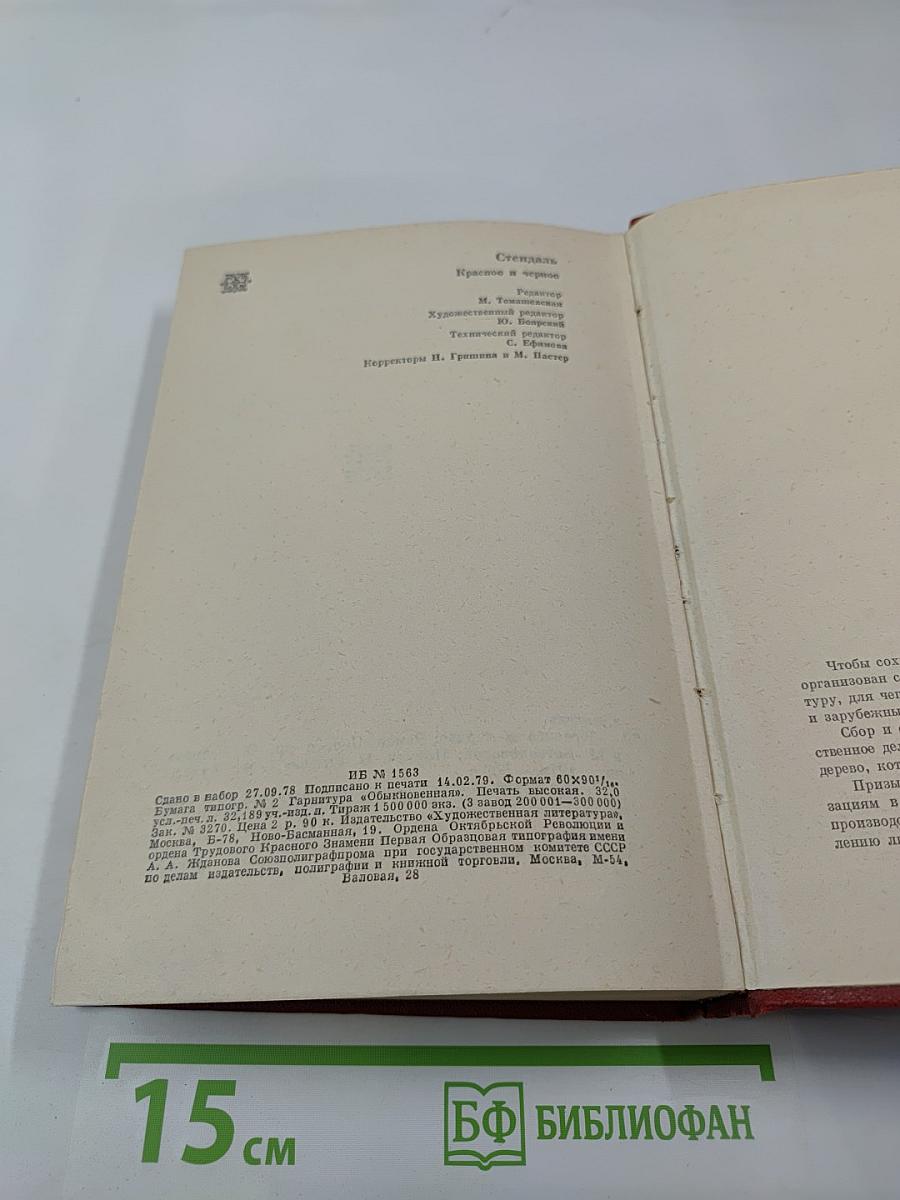 Стендаль
Красное и черное
Редактор
М. Томашевская
Художественный редактор
Ю. Боярский
Технический редактор
С. Ефимова
Корректоры Н. Гришина и М. Пастер
ИБ № 1563
Сдано в набор 27.09.78 Подписано к печати 14.02.79. Формат 60×90¹/₁₆.
Бумага типогр. № 2 Гарнитура «Обыкновенная». Печать высокая. 32,0
усл.-печ. л. 32,189 уч.-изд. л. Тираж 1 500 000 экз. (3 завод 200 001—300 000)
Зак. № 3270. Цена 2 р. 90 к. Издательство «Художественная литература»,
Москва, Б-78, Ново-Басманная, 19. Ордена Октябрьской Революции и
ордена Трудового Красного Знамени Первая Образцовая типография имени
А. А. Жданова Союзполиграфпрома при государственном комитете СССР
по делам издательств, полиграфии и книжной торговли. Москва, М-54,
Валовая, 28
Чтобы сох
организован с
туру, для чег
и зарубежны
Сбор и
ственное дел
дерево, кот
Призы
зациям в
производ
лению ли
15 см
БФ БИБЛИОФАН